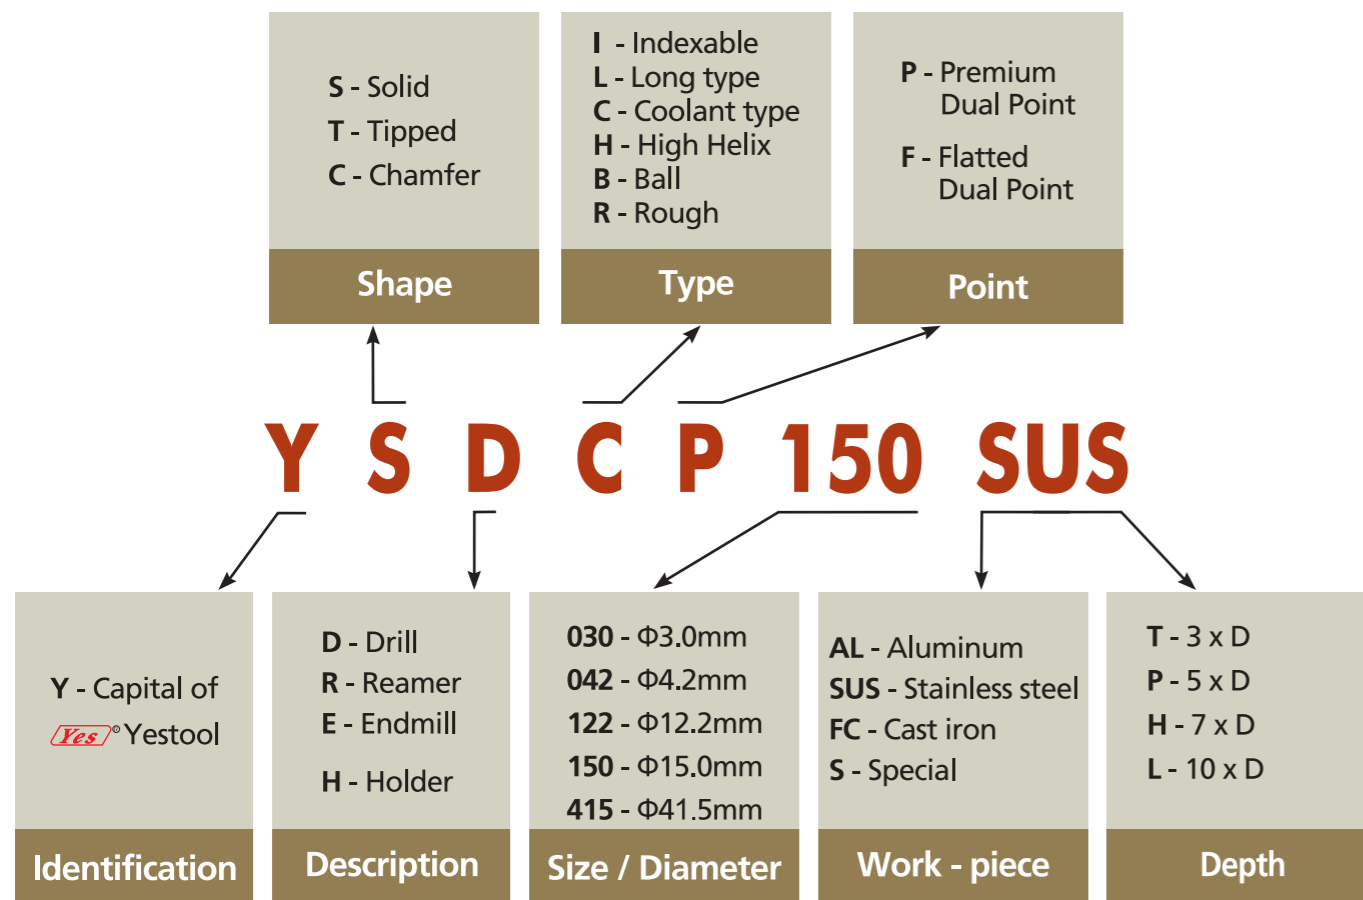 S - Solid
T - Tipped
C - Chamfer
Shape
I - Indexable
L - Long type
C - Coolant type
H - High Helix
B - Ball
R - Rough
Type
P - Premium
Dual Point
F - Flatted
Dual Point
Point
Y S D C P 150 SUS
Y - Capital of
Yes® Yestool
Identification
D - Drill
R - Reamer
E - Endmill
H - Holder
Description
030 - Φ3.0mm
042 - Φ4.2mm
122 - Φ12.2mm
150 - Φ15.0mm
415 - Φ41.5mm
Size / Diameter
AL - Aluminum
SUS - Stainless steel
FC - Cast iron
S - Special
Work - piece
T - 3 x D
P - 5 x D
H - 7 x D
L - 10 x D
Depth